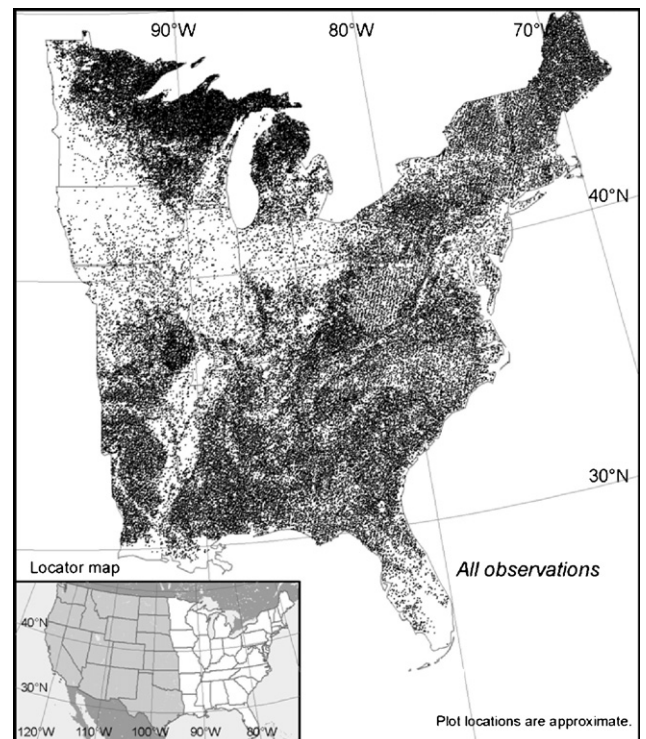 90°W 80°W 70°W
40°N
30°N
All observations
Locator map
40°N
30°N
120°W 110°W 100°W 90°W 80°W
Plot locations are approximate.